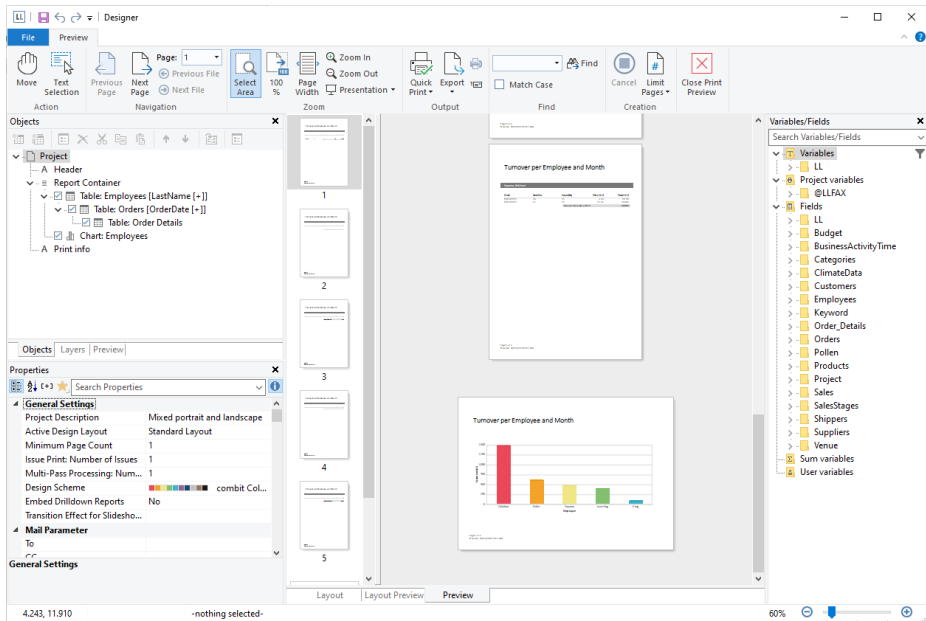 LL
Designer
File
Preview
Move
Text Selection
Action
Previous Page
Next Page
Page: 1
Previous File
Next File
Navigation
Select Area
100 %
Page Width
Zoom In
Zoom Out
Presentation
Zoom
Quick Print
Export
Output
Find
Match Case
Find
Cancel
Limit Pages
Creation
Close Print Preview
Objects
Project
Header
Report Container
Table: Employees [LastName [+]]
Table: Orders [OrderDate [+]]
Table: Order Details
Chart: Employees
Print info
Objects
Layers
Preview
Properties
Search Properties
General Settings
Project Description Mixed portrait and landscape
Active Design Layout Standard Layout
Minimum Page Count 1
Issue Print: Number of Issues 1
Multi-Pass Processing: Num... 1
Design Scheme combit Col...
Embed Drilldown Reports No
Transition Effect for Slidesho...
Mail Parameter
To
CC
General Settings
1
2
3
4
5
Turnover per Employee and Month
Turnover per Employee and Month
Layout
Layout Preview
Preview
Variables/Fields
Search Variables/Fields
Variables
LL
Project variables
@LLFAX
Fields
LL
Budget
BusinessActivityTime
Categories
ClimateData
Customers
Employees
Keyword
Order_Details
Orders
Pollen
Products
Project
Sales
SalesStages
Shippers
Suppliers
Venue
Sum variables
User variables
4.243, 11.910
-nothing selected-
60%